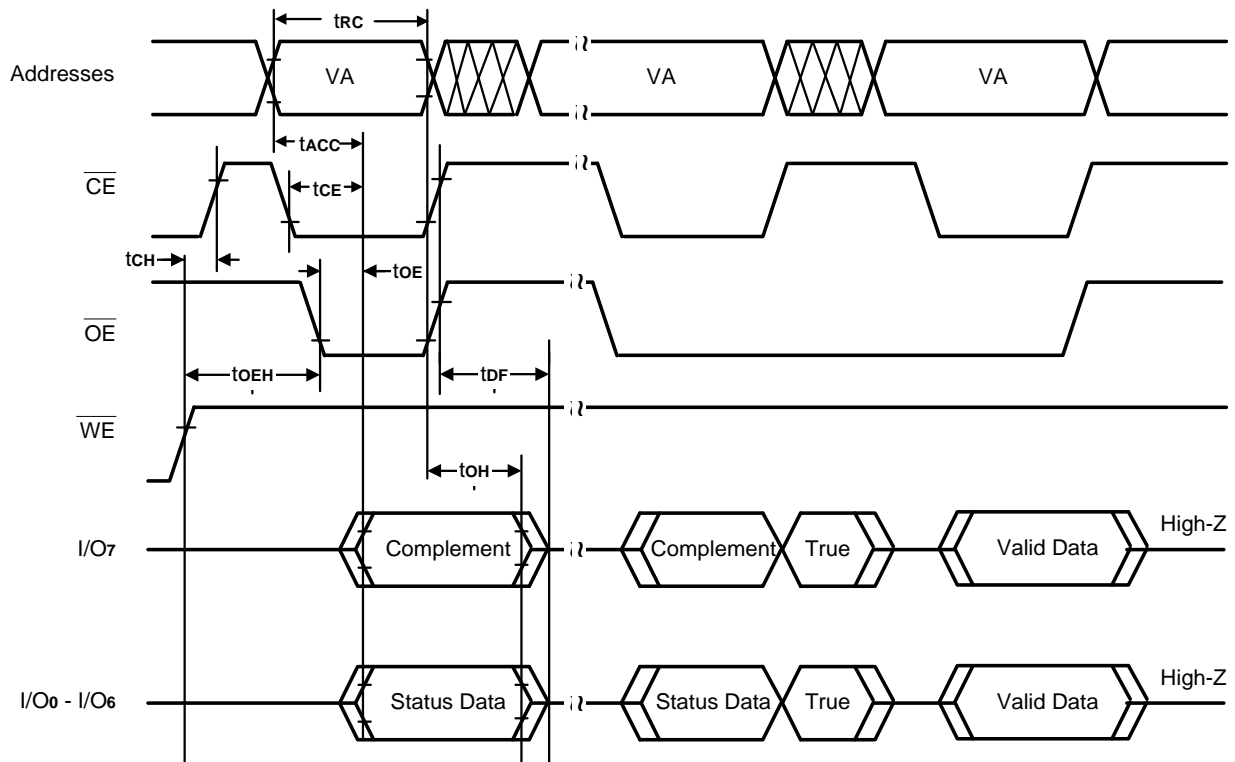 tRC
Addresses
VA
VA
VA
tACC
CE
tCE
tCH
tOE
OE
tOEH
tDF
WE
tOH
I/O7
Complement
Complement
True
Valid Data
High-Z
I/O0 - I/O6
Status Data
Status Data
True
Valid Data
High-Z